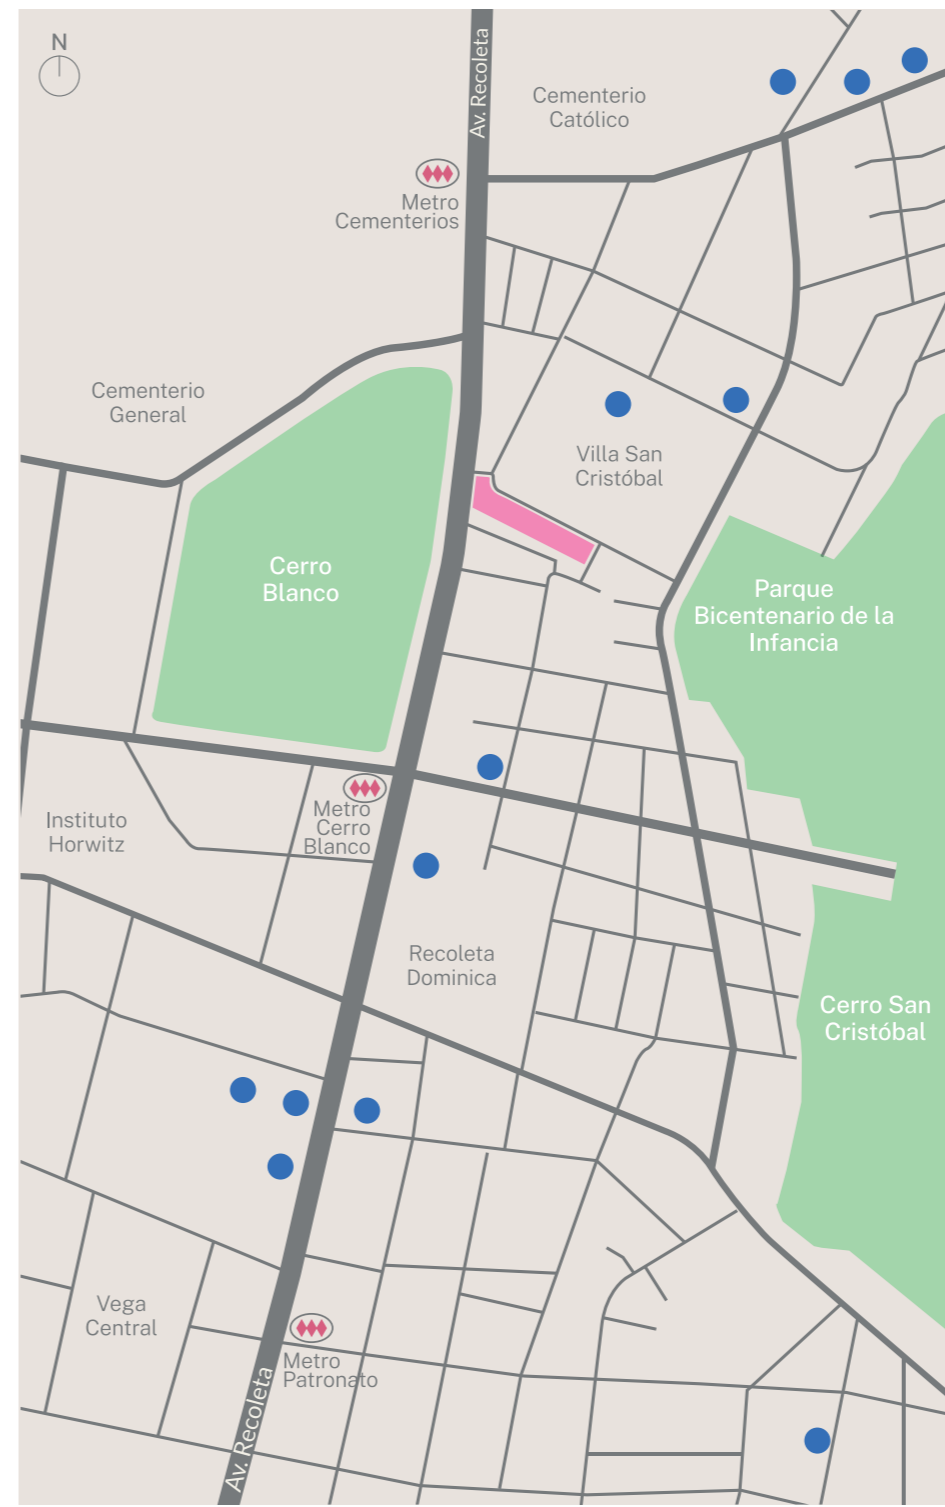 N
Av. Recoleta
Cementerio
Católico
Metro
Cementerios
Cementerio
General
Villa San
Cristóbal
Cerro
Blanco
Parque
Bicentenario de la
Infancia
Metro
Cerro
Blanco
Instituto
Horwitz
Recoleta
Dominica
Cerro San
Cristóbal
Vega
Central
Metro
Patronato
Av. Recoleta